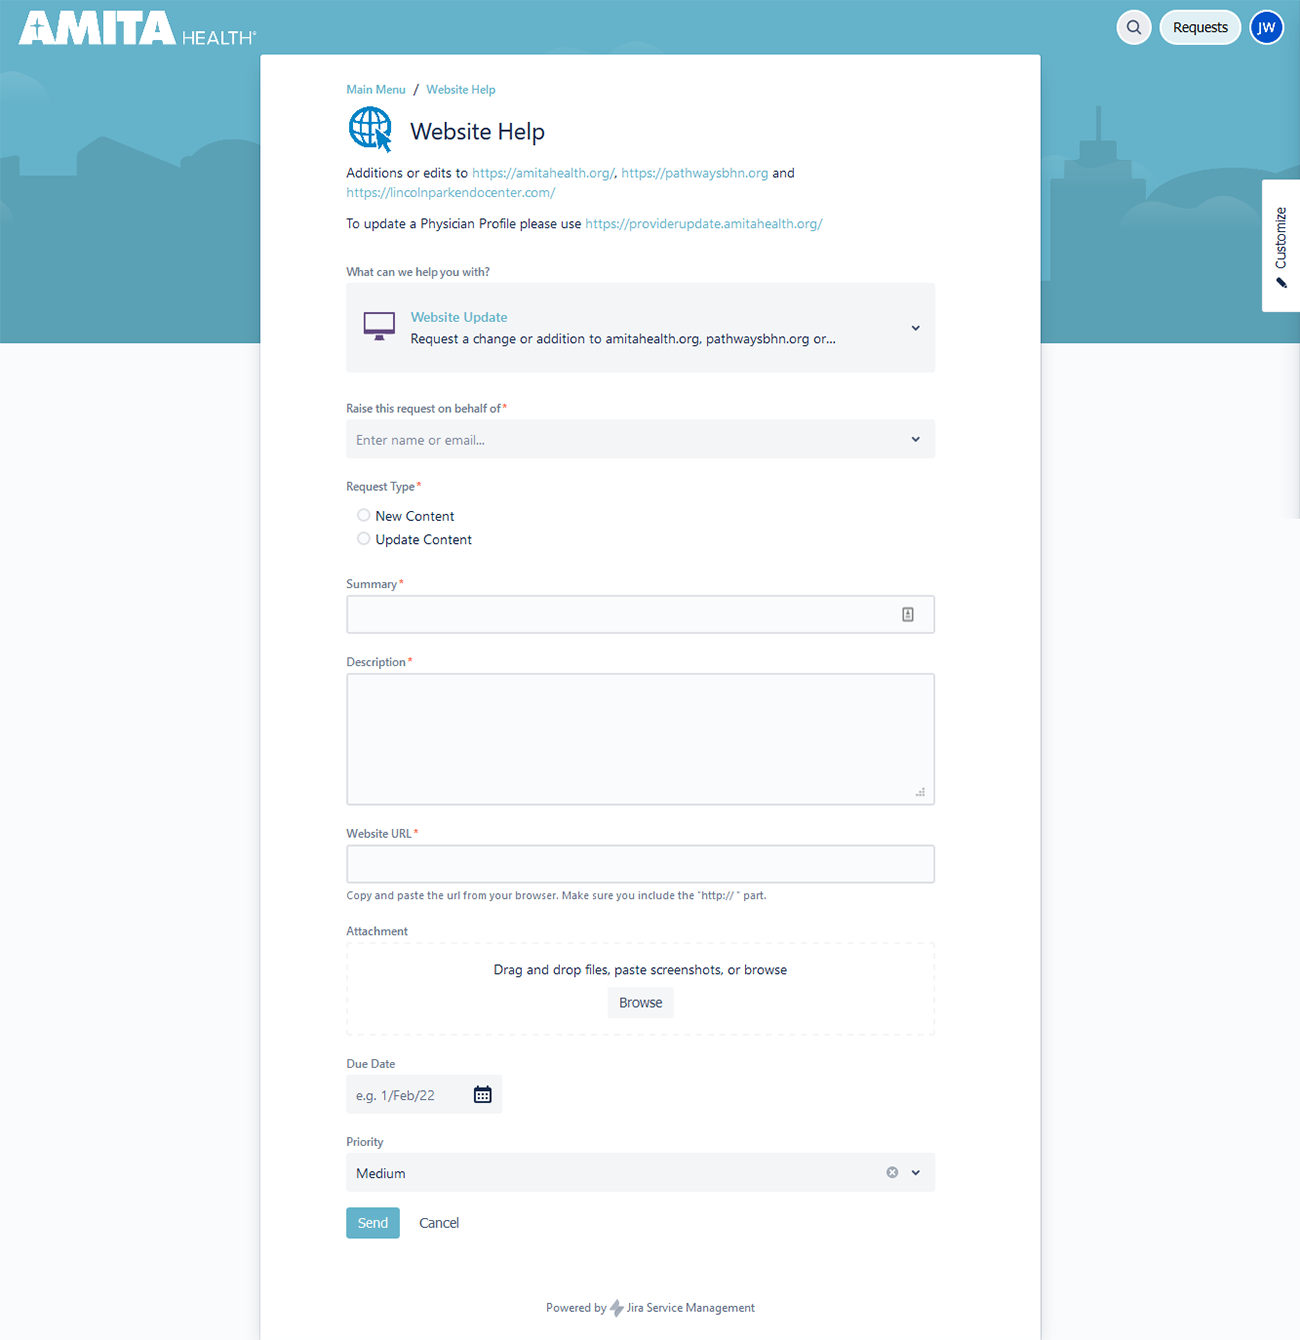 AMITA HEALTH®
Requests
JW
Main Menu / Website Help
Website Help
Additions or edits to https://amitahealth.org/, https://pathwaysbhn.org and
https://lincolnparkendocenter.com/
To update a Physician Profile please use https://providerupdate.amitahealth.org/
Customize
What can we help you with?
Website Update
Request a change or addition to amitahealth.org, pathwaysbhn.org or...
Raise this request on behalf of*
Enter name or email...
Request Type*
New Content
Update Content
Summary*
Description*
Website URL*
Copy and paste the url from your browser. Make sure you include the "http:// " part.
Attachment
Drag and drop files, paste screenshots, or browse
Browse
Due Date
e.g. 1/Feb/22
Priority
Medium
Send Cancel
Powered by Jira Service Management